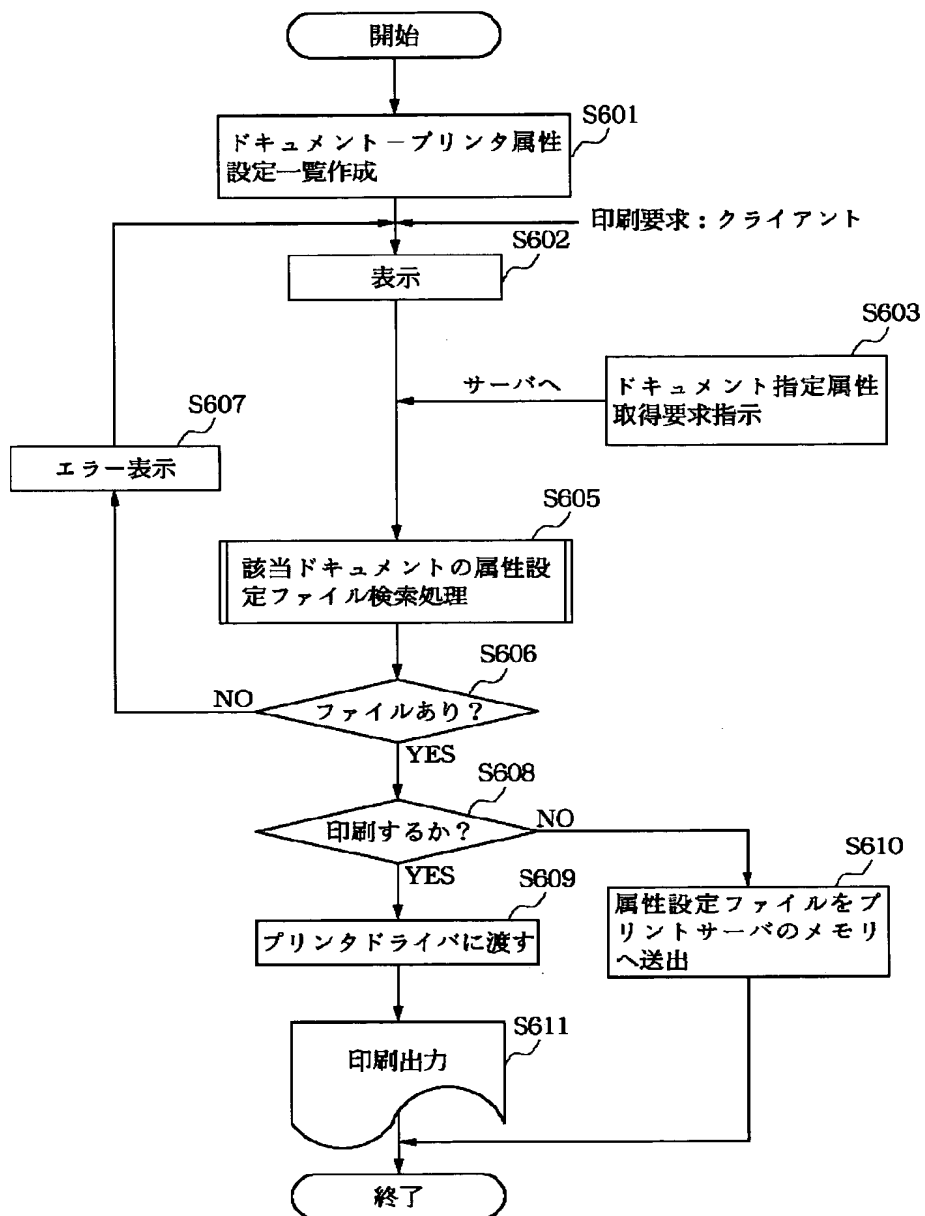 開始
S601
ドキュメントープリンタ属性
設定一覧作成
印刷要求:クライアント
S602
表示
S603
サーバへ
ドキュメント指定属性
取得要求指示
S607
エラー表示
S605
該当ドキュメントの属性設
定ファイル検索処理
S606
NO
ファイルあり?
YES
S608
印刷するか?
NO
YES
S610
S609
属性設定ファイルをプ
リントサーバのメモリ
へ送出
プリンタドライバに渡す
S611
印刷出力
終了